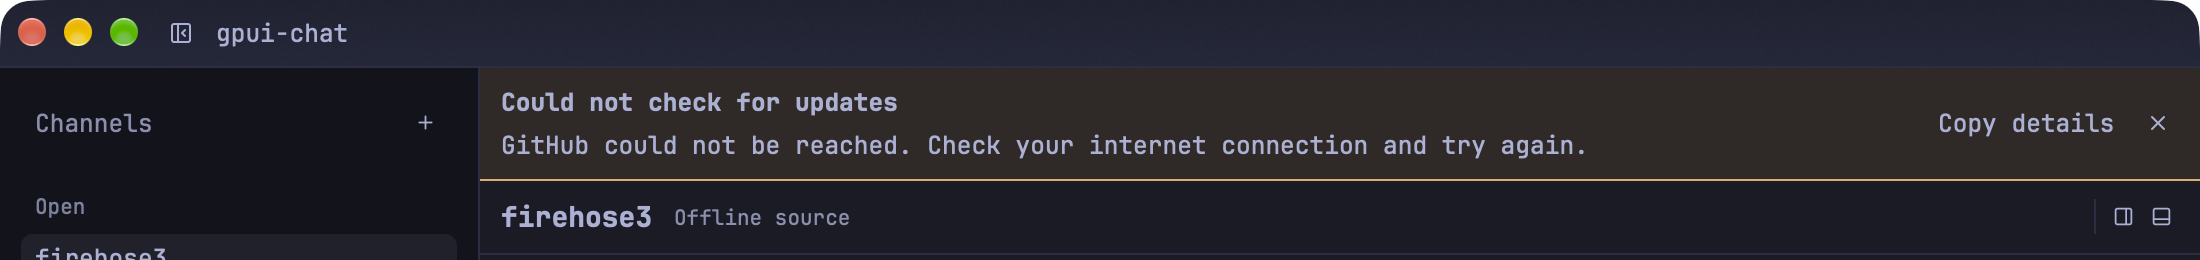 gpui-chat
Channels
Open
firehose3
Could not check for updates
GitHub could not be reached. Check your internet connection and try again.
Copy details
firehose3 Offline source